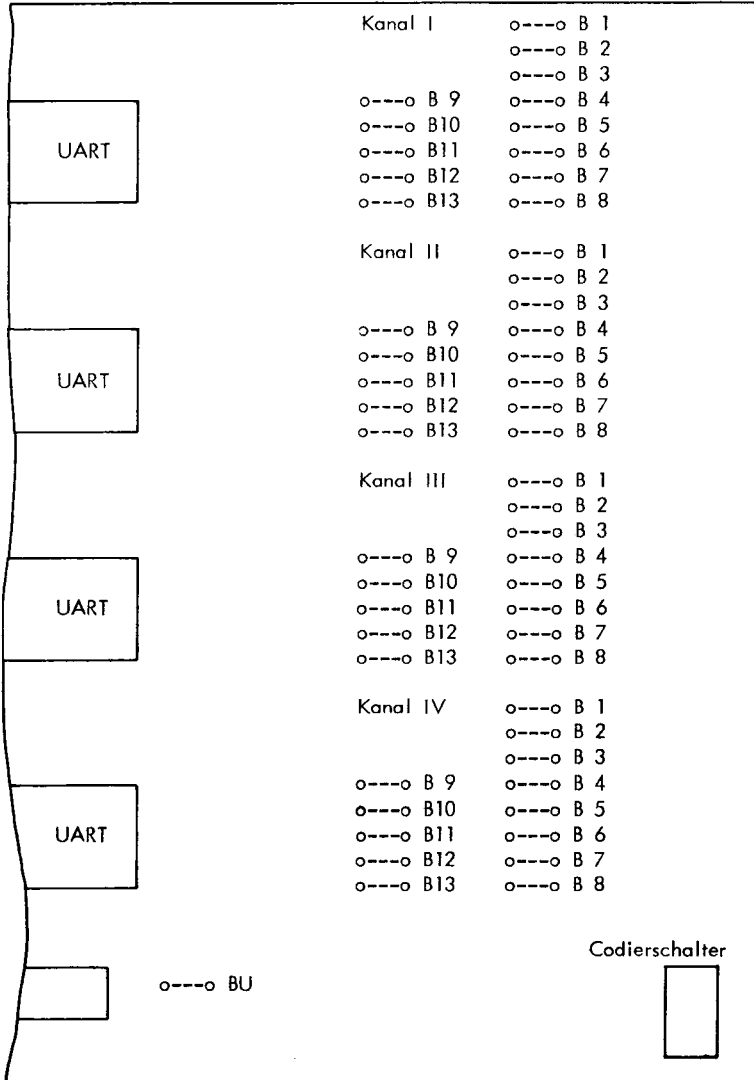 Kanal I o---o B 1
o---o B 2
o---o B 3
o---o B 9 o---o B 4
o---o B10 o---o B 5
UART o---o B11 o---o B 6
o---o B12 o---o B 7
o---o B13 o---o B 8
Kanal II o---o B 1
o---o B 2
o---o B 3
o---o B 9 o---o B 4
o---o B10 o---o B 5
UART o---o B11 o---o B 6
o---o B12 o---o B 7
o---o B13 o---o B 8
Kanal III o---o B 1
o---o B 2
o---o B 3
o---o B 9 o---o B 4
o---o B10 o---o B 5
UART o---o B11 o---o B 6
o---o B12 o---o B 7
o---o B13 o---o B 8
Kanal IV o---o B 1
o---o B 2
o---o B 3
o---o B 9 o---o B 4
o---o B10 o---o B 5
UART o---o B11 o---o B 6
o---o B12 o---o B 7
o---o B13 o---o B 8
Codierschalter
o---o BU